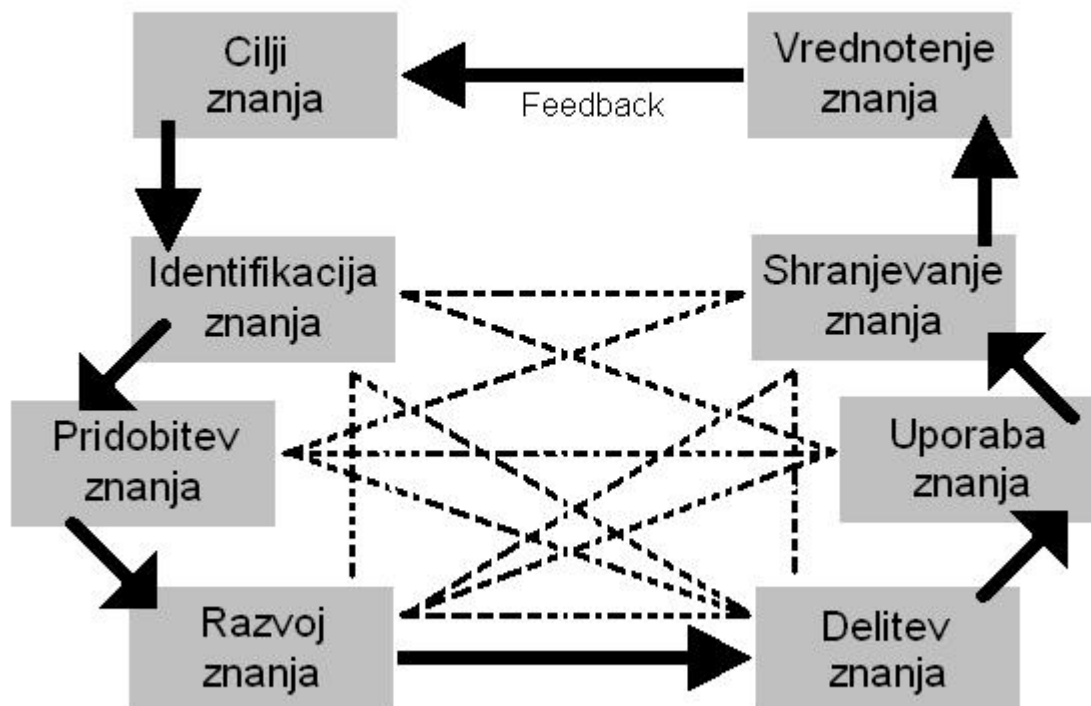 Cilji
znanja
Vrednotenje
znanja
Feedback
Identifikacija
znanja
Shranjevanje
znanja
Pridobitev
znanja
Uporaba
znanja
Razvoj
znanja
Delitev
znanja